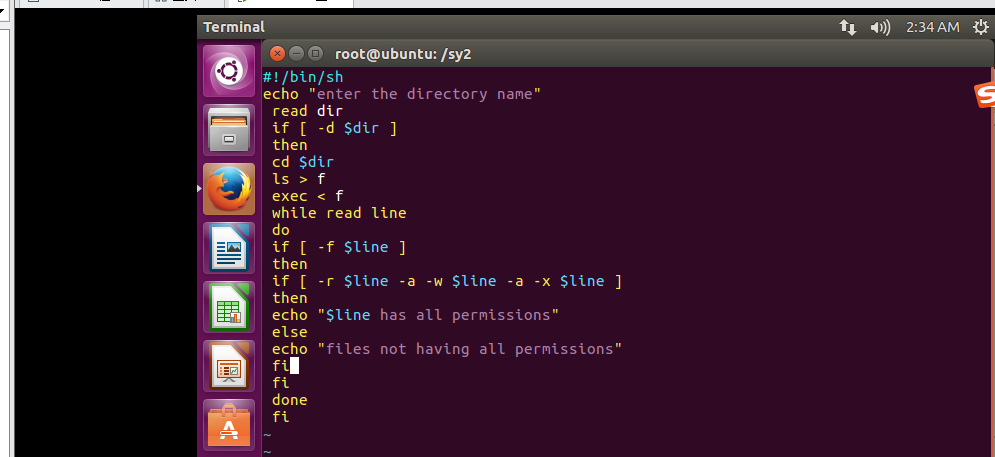 Terminal
2:34 AM
root@ubuntu: /sy2
#!/bin/sh
echo "enter the directory name"
read dir
if [ -d $dir ]
then
cd $dir
ls > f
exec < f
while read line
do
if [ -f $line ]
then
if [ -r $line -a -w $line -a -x $line ]
then
echo "$line has all permissions"
else
echo "files not having all permissions"
fi
fi
done
fi
~
~